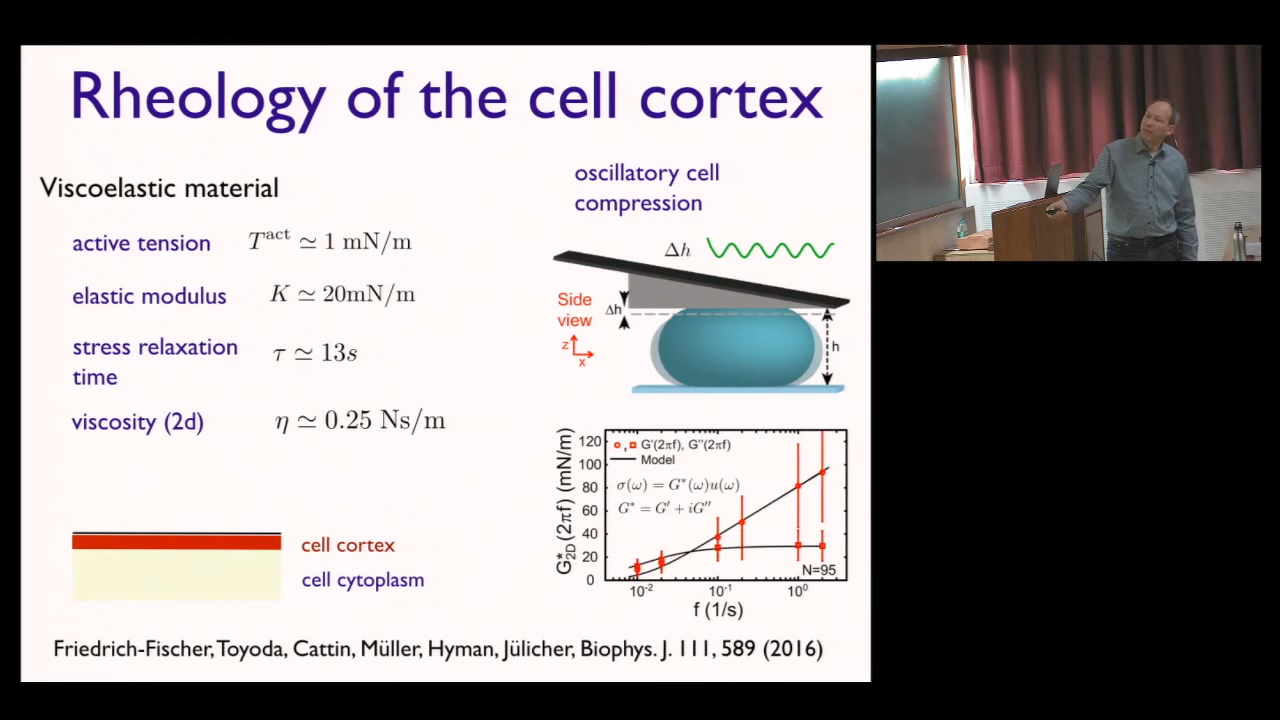 Rheology of the cell cortex
Viscoelastic material
active tension T^act ≃ 1 mN/m
elastic modulus K ≃ 20mN/m
stress relaxation
time
τ ≃ 13s
viscosity (2d) η ≃ 0.25 Ns/m
cell cortex
cell cytoplasm
oscillatory cell
compression
Δh
Side
view
z
x
Δh
h
G*2D(2πf) (mN/m)
120
100
80
60
40
20
0
G'(2πf), G''(2πf)
Model
σ(ω) = G*(ω)u(ω)
G* = G′ + iG″
N=95
10^-2 10^-1 10^0
f (1/s)
Friedrich-Fischer, Toyoda, Cattin, Müller, Hyman, Jülicher, Biophys. J. 111, 589 (2016)